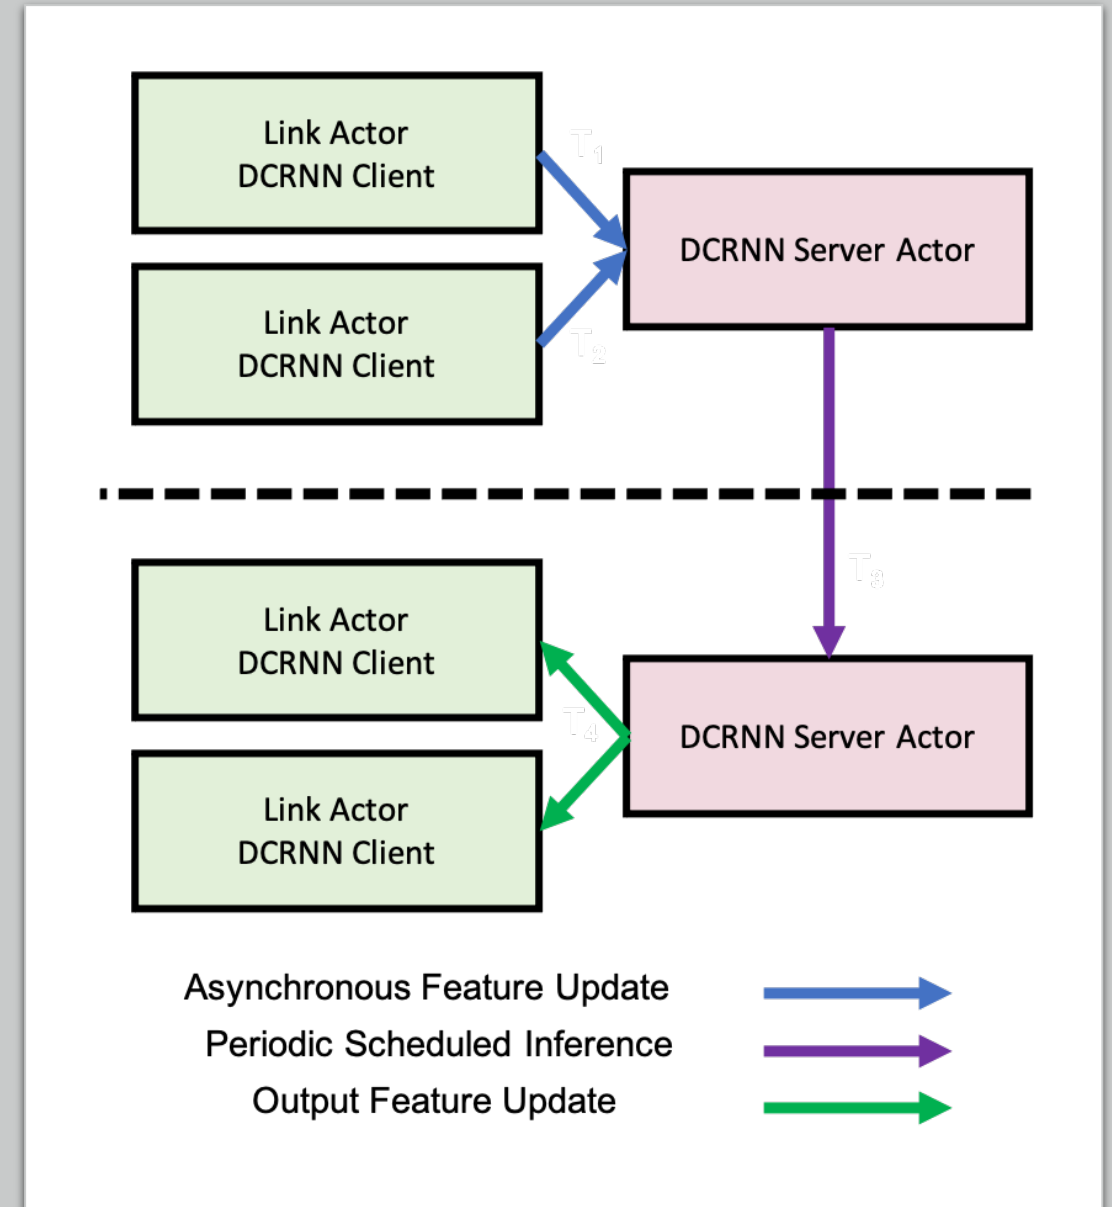 Link Actor
DCRNN Client
T1
DCRNN Server Actor
Link Actor
DCRNN Client
T2
T3
Link Actor
DCRNN Client
T4
DCRNN Server Actor
Link Actor
DCRNN Client
Asynchronous Feature Update
Periodic Scheduled Inference
Output Feature Update